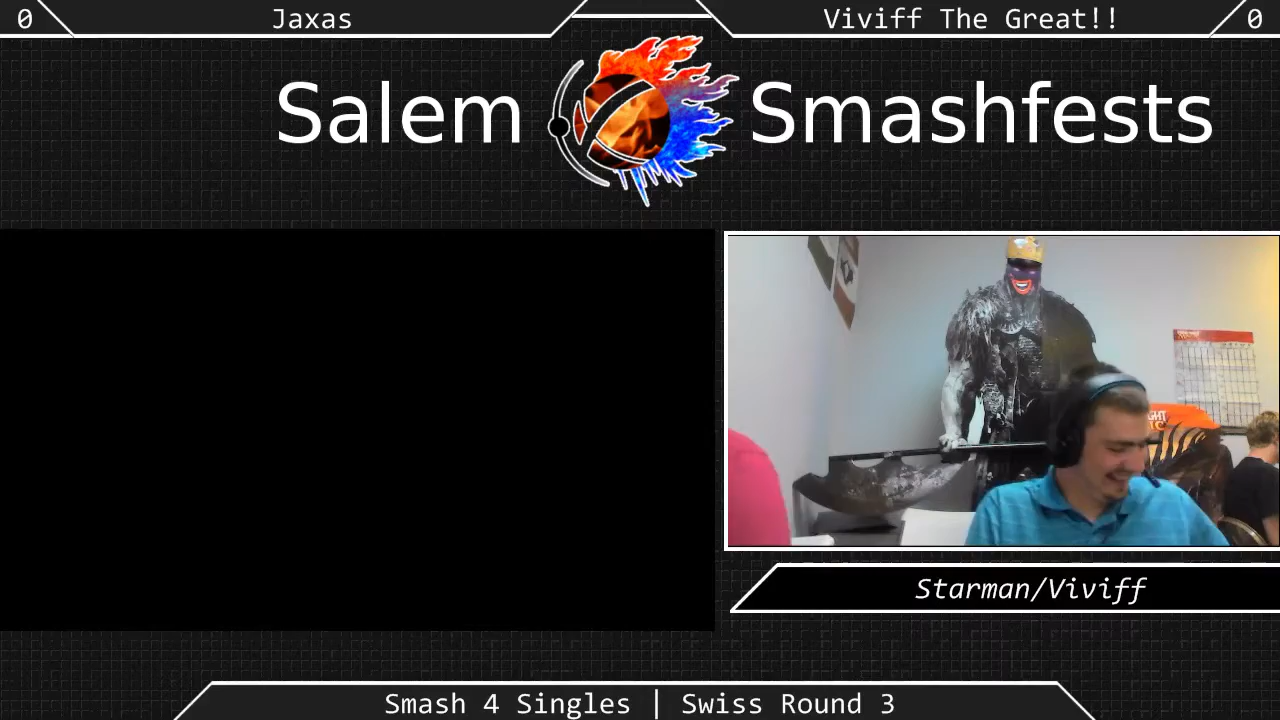 0
Jaxas
Viviff The Great!!
0
Salem Smashfests
Starman/Viviff
Smash 4 Singles | Swiss Round 3